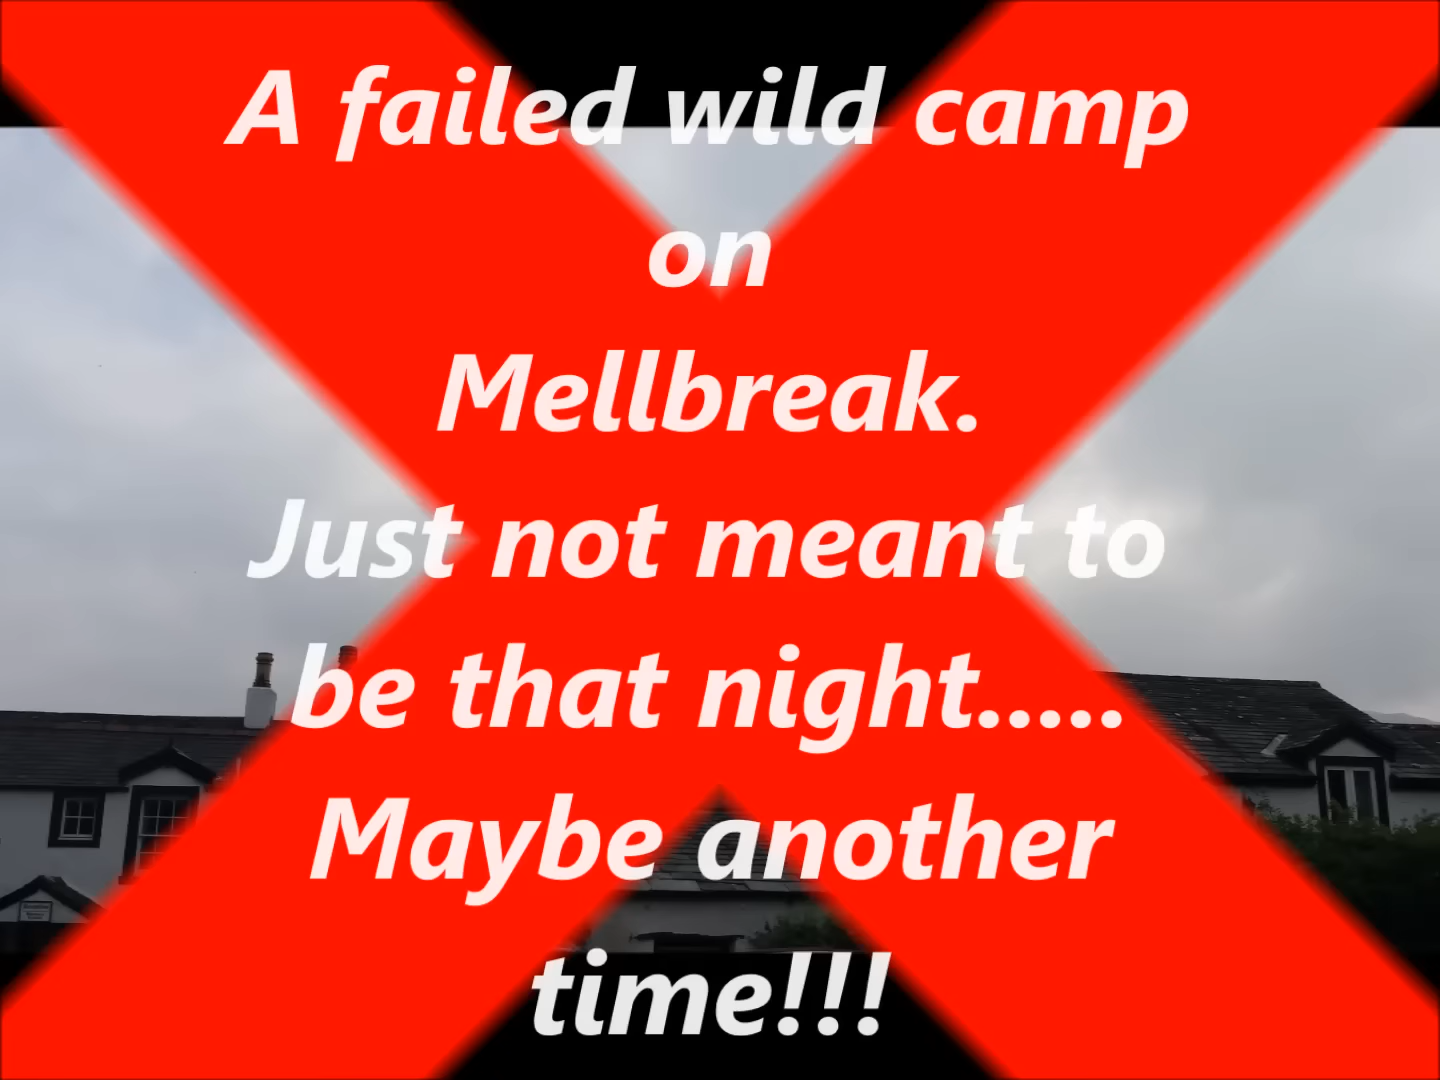 A failed wild camp
on
Mellbreak.
Just not meant to
be that night.....
Maybe another
time!!!